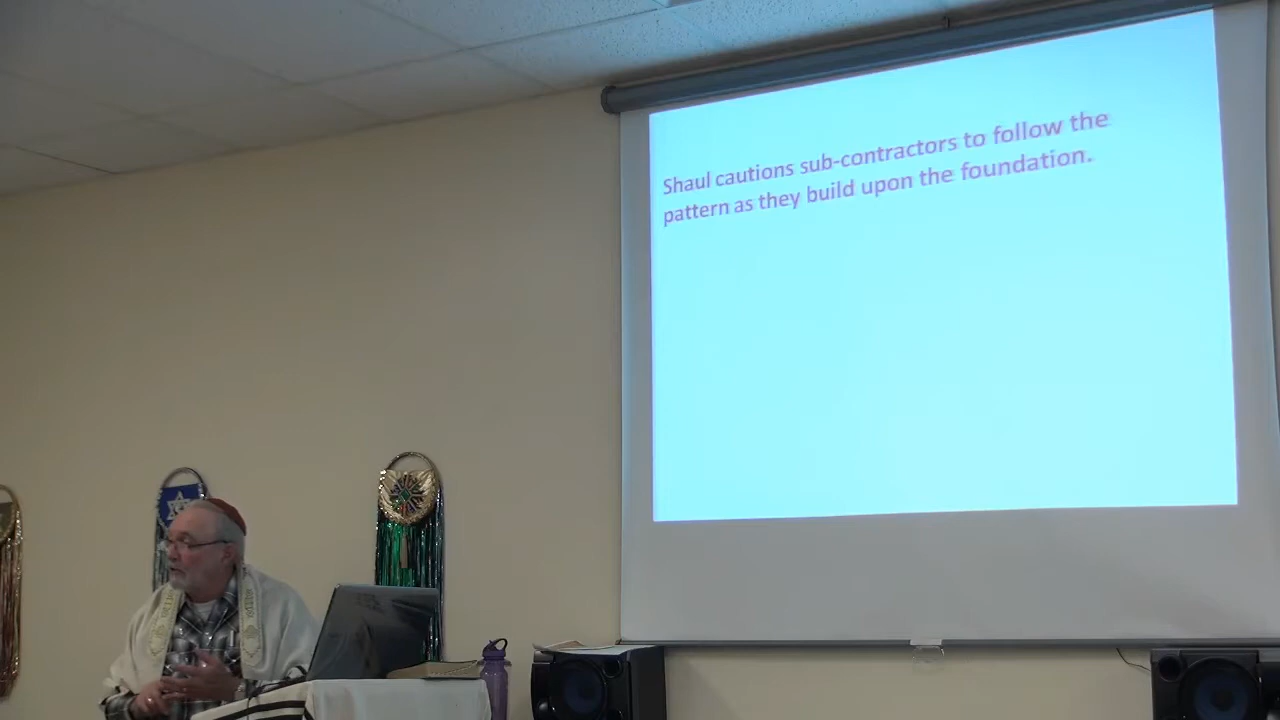 Shaul cautions sub-contractors to follow the
pattern as they build upon the foundation.